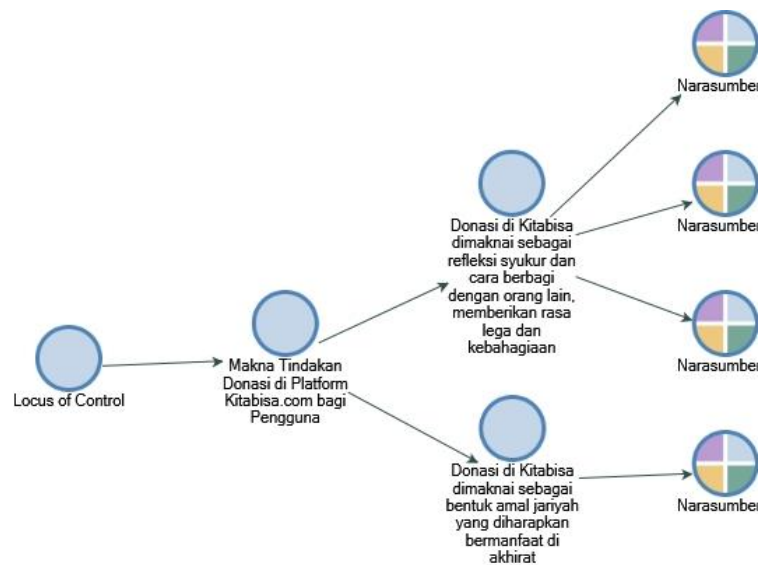 Narasumber
Narasumber
Donasi di Kitabisa
dimaknai sebagai
refleksi syukur dan
cara berbagi
dengan orang lain,
memberikan rasa
lega dan
kebahagiaan
Narasumber
Locus of Control
Makna Tindakan
Donasi di Platform
Kitabisa.com bagi
Pengguna
Donasi di Kitabisa
dimaknai sebagai
bentuk amal jariyah
yang diharapkan
bermanfaat di
akhirat
Narasumber